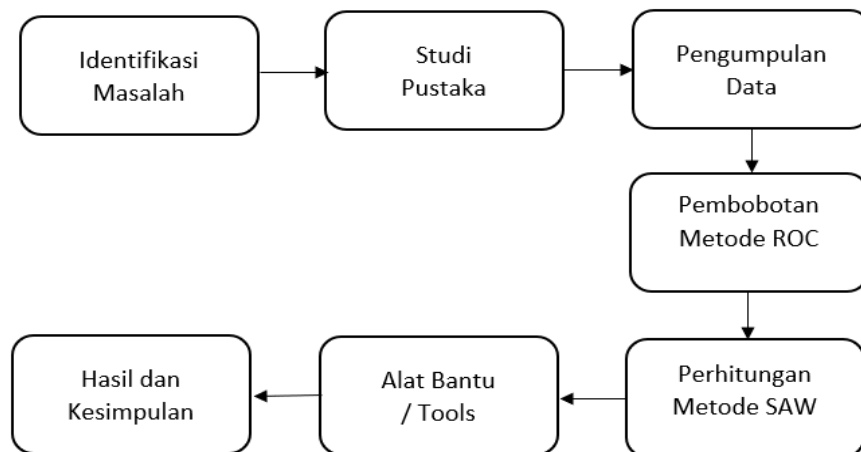 Identifikasi
Masalah
Studi
Pustaka
Pengumpulan
Data
Pembobotan
Metode ROC
Perhitungan
Metode SAW
Alat Bantu
/ Tools
Hasil dan
Kesimpulan